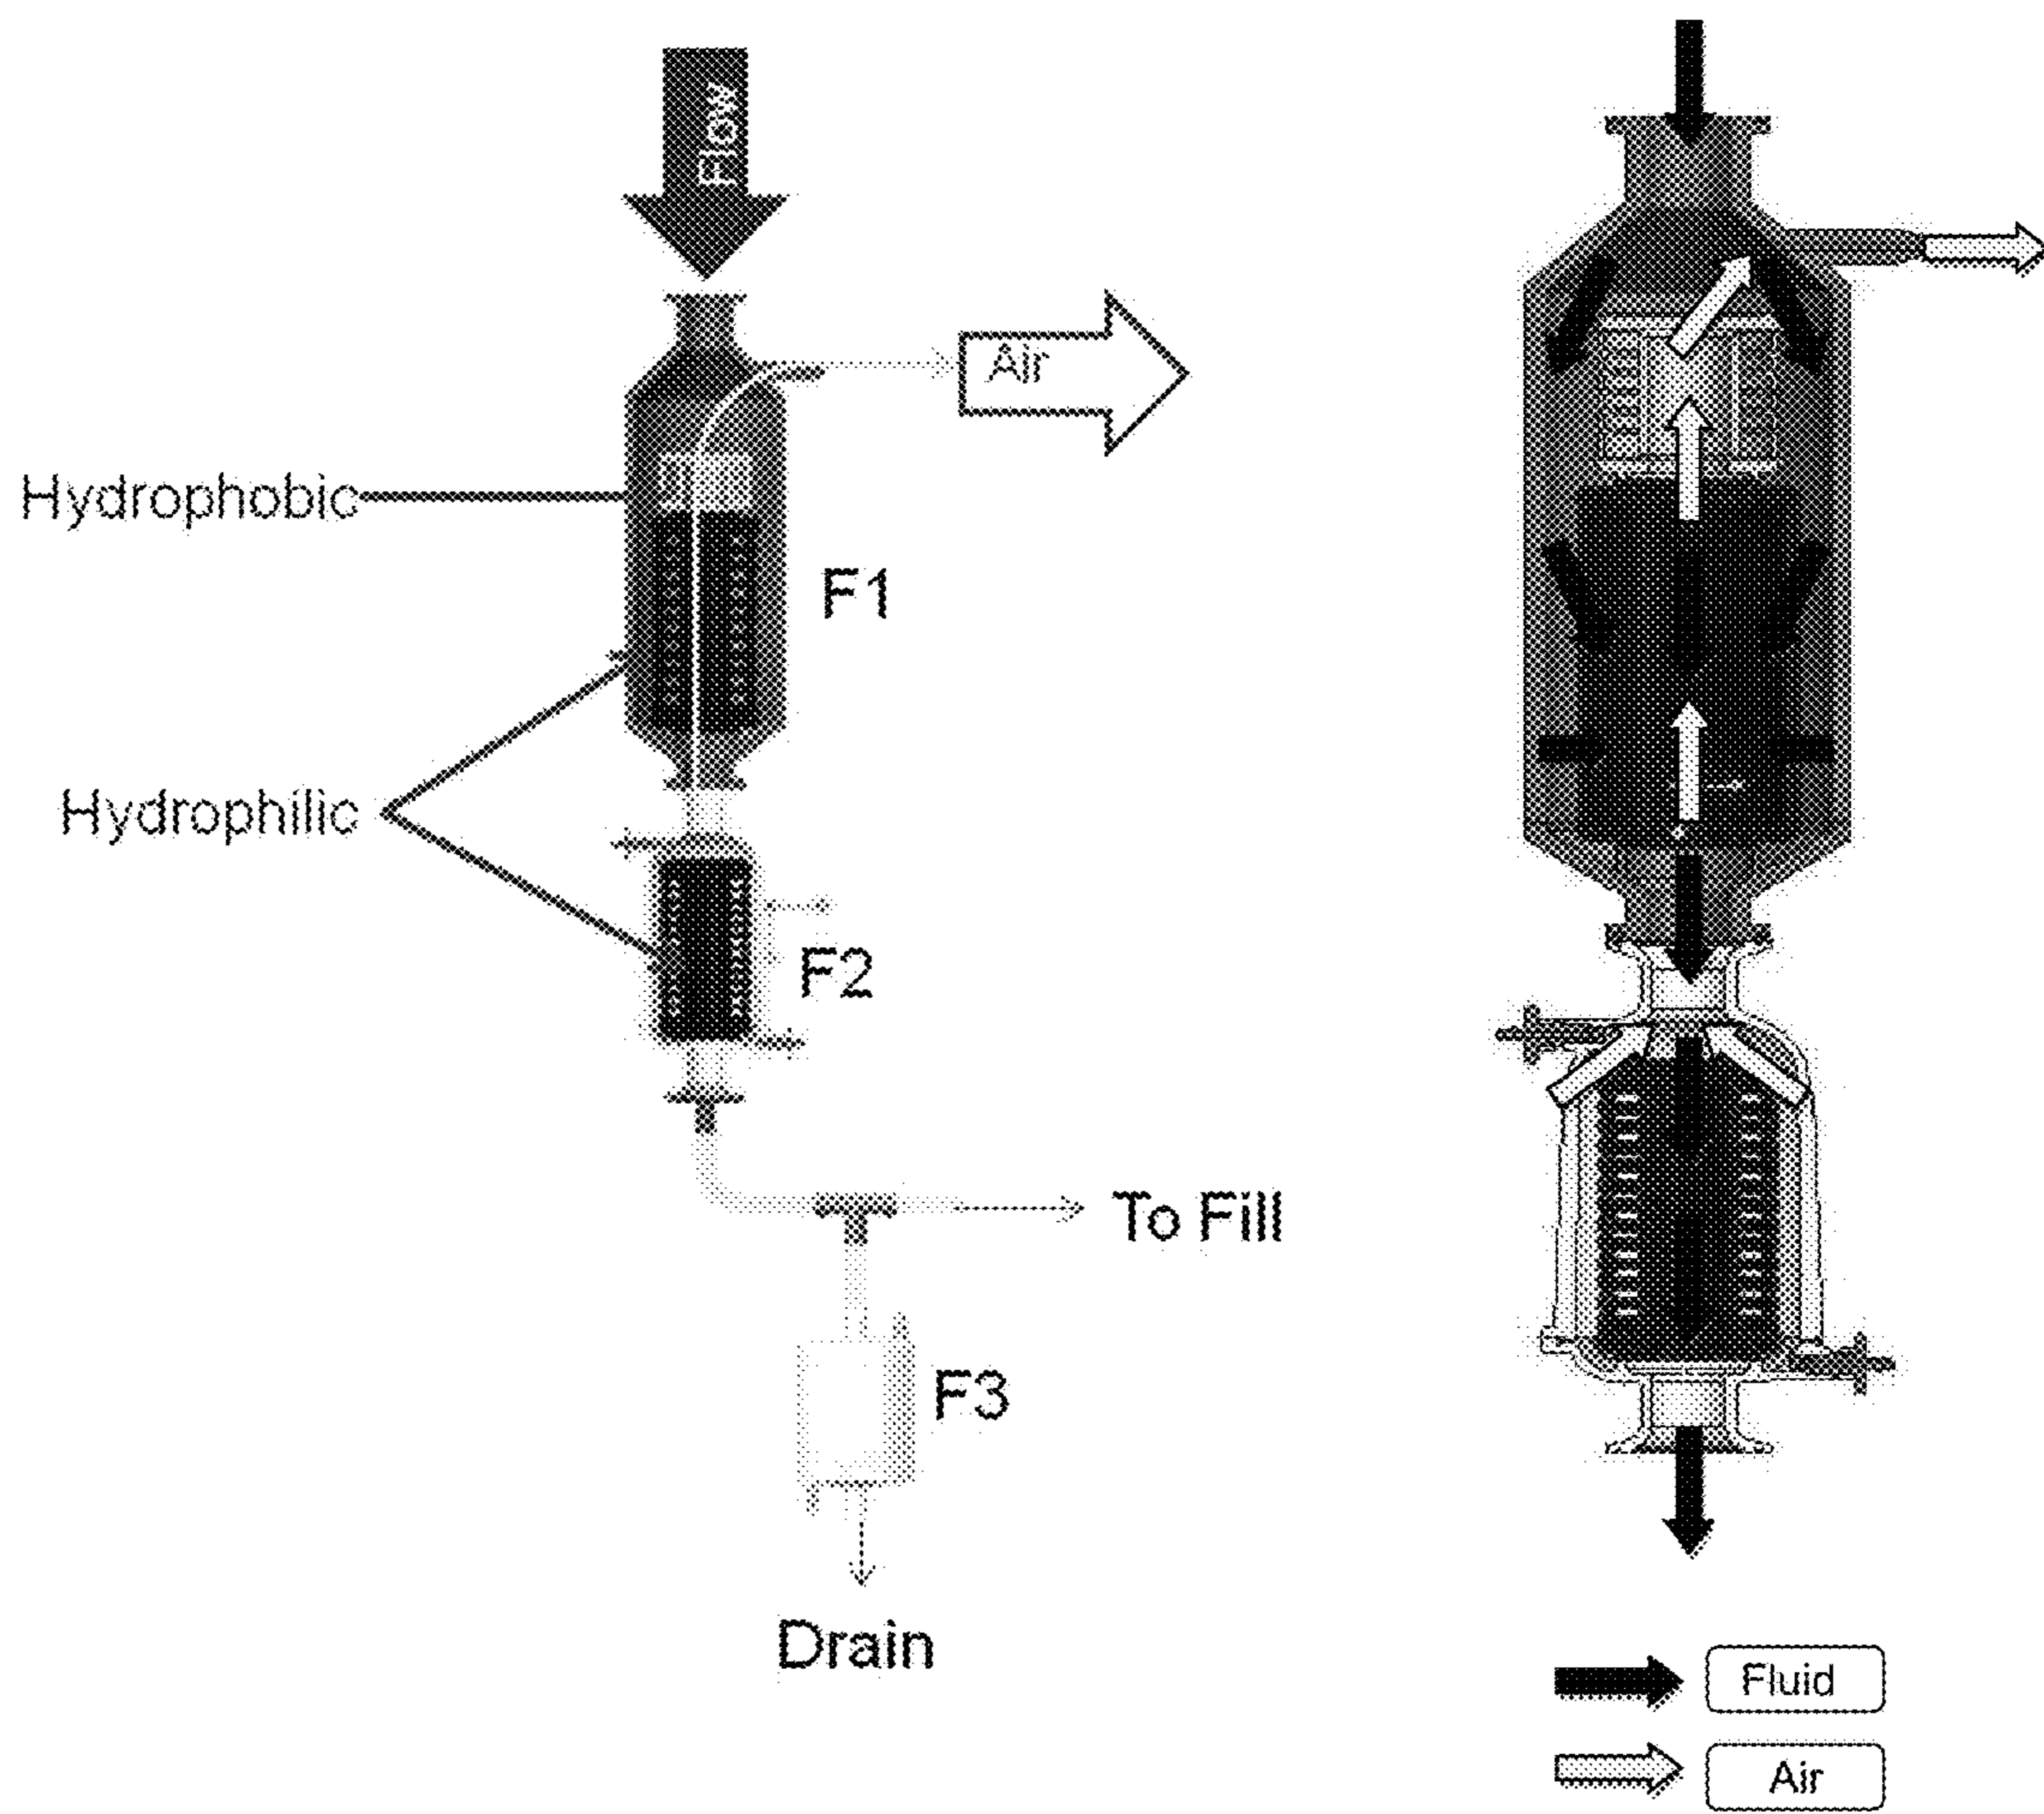 Flow
Air
Hydrophobic
F1
Hydrophilic
F2
To Fill
F3
Drain
Fluid
Air